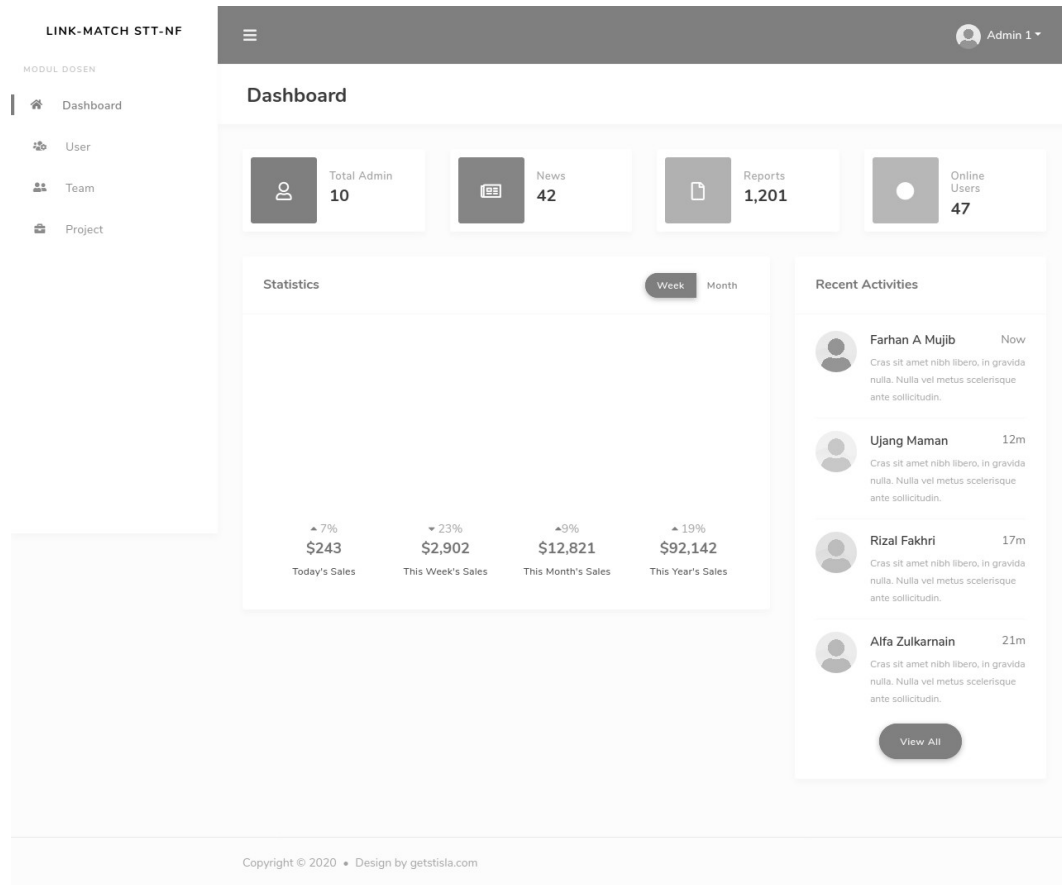 LINK-MATCH STT-NF
Admin 1
MODUL DOSEN
Dashboard
User
Team
Project
Dashboard
Total Admin
10
News
42
Reports
1,201
Online
Users
47
Statistics
Week
Month
7%
$243
Today's Sales
23%
$2,902
This Week's Sales
9%
$12,821
This Month's Sales
19%
$92,142
This Year's Sales
Recent Activities
Farhan A Mujib
Now
Cras sit amet nibh libero, in gravida
nulla. Nulla vel metus scelerisque
ante sollicitudin.
Ujang Maman
12m
Cras sit amet nibh libero, in gravida
nulla. Nulla vel metus scelerisque
ante sollicitudin.
Rizal Fakhri
17m
Cras sit amet nibh libero, in gravida
nulla. Nulla vel metus scelerisque
ante sollicitudin.
Alfa Zulkarnain
21m
Cras sit amet nibh libero, in gravida
nulla. Nulla vel metus scelerisque
ante sollicitudin.
View All
Copyright © 2020 • Design by getstisla.com